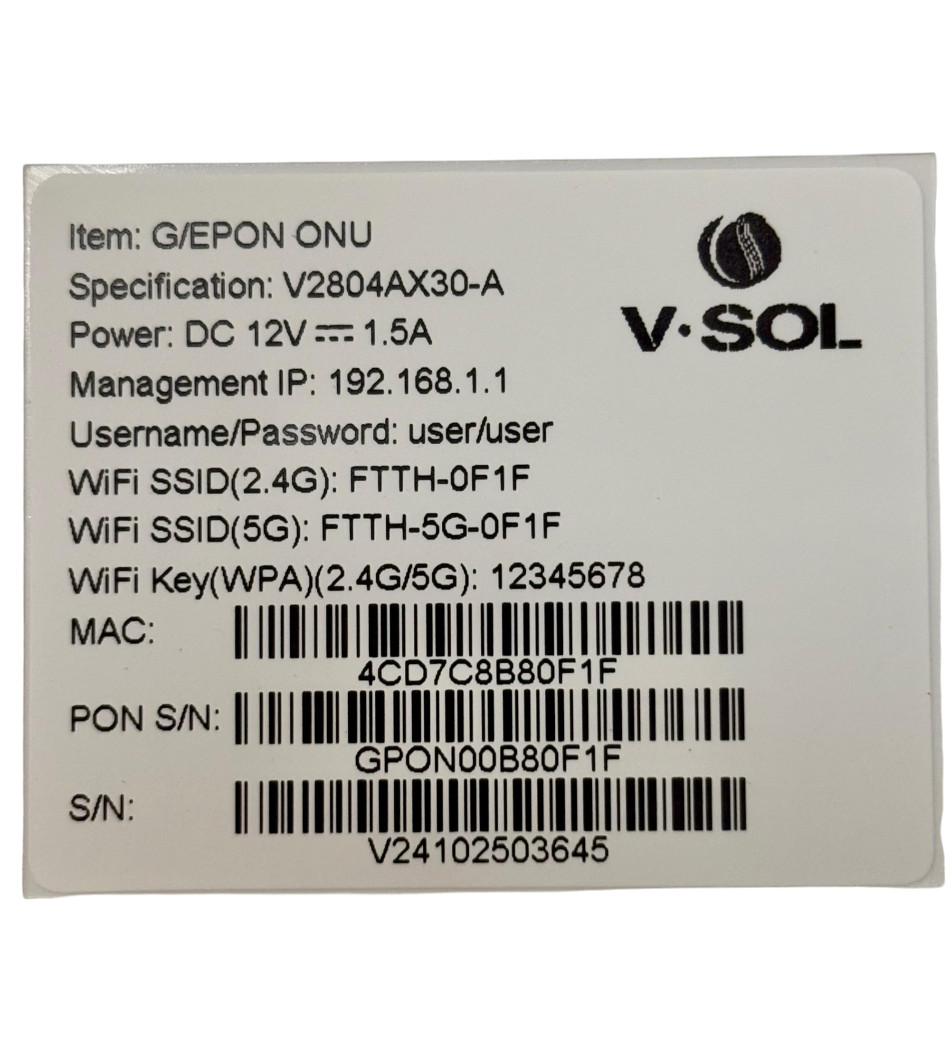 Item: G/EPON ONU
Specification: V2804AX30-A
Power: DC 12V ⎓ 1.5A
V·SOL
Management IP: 192.168.1.1
Username/Password: user/user
WiFi SSID(2.4G): FTTH-0F1F
WiFi SSID(5G): FTTH-5G-0F1F
WiFi Key(WPA)(2.4G/5G): 12345678
MAC:
4CD7C8B80F1F
PON S/N:
GPON00B80F1F
S/N:
V24102503645